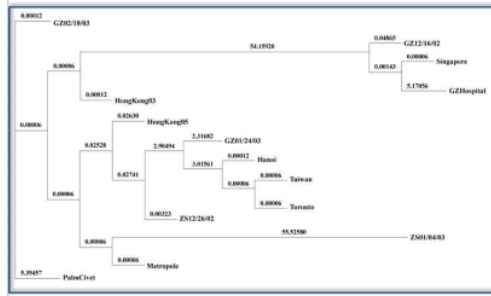 0.00012
GZ02/18/03
0.04865
GZ12/16/02
54.15920
0.00006
Singapore
0.00143
0.00006
5.17056
GZHospital
0.00012
HongKong03
0.02630
HongKong05
0.00006
2.31682
GZ01/24/03
0.02528
2.90494
0.00012
Hanoi
3.01561
0.02741
0.00006
Taiwan
0.00006
0.00006
0.00006
Toronto
0.00323
ZS12/26/02
55.52580
ZS01/04/03
0.00006
0.00006
Metropole
5.39457
PalmCivet